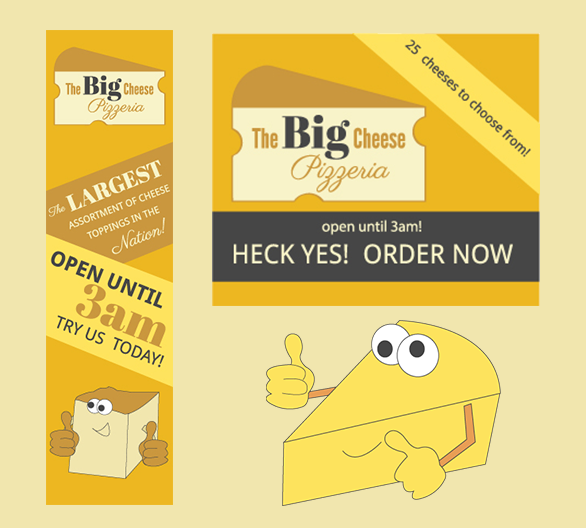 The Big Cheese
Pizzeria
The LARGEST
ASSORTMENT OF CHEESE
TOPPINGS IN THE
Nation!
OPEN UNTIL
3am
TRY US TODAY!
25 cheeses to choose from!
The Big Cheese
Pizzeria
open until 3am!
HECK YES! ORDER NOW